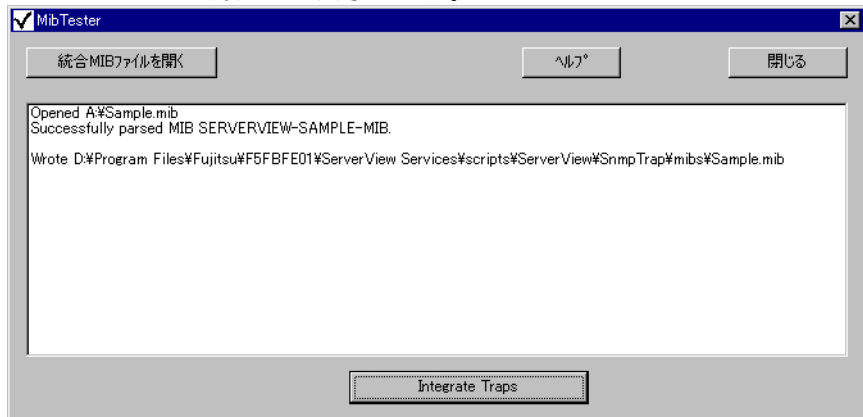 MibTester
統合MIBファイルを開く
ヘルプ
閉じる
Opened A:¥Sample.mib
Successfully parsed MIB SERVERVIEW-SAMPLE-MIB.
Wrote D:¥Program Files¥Fujitsu¥F5FBFE01¥ServerView Services¥scripts¥ServerView¥SnmpTrap¥mibs¥Sample.mib
Integrate Traps